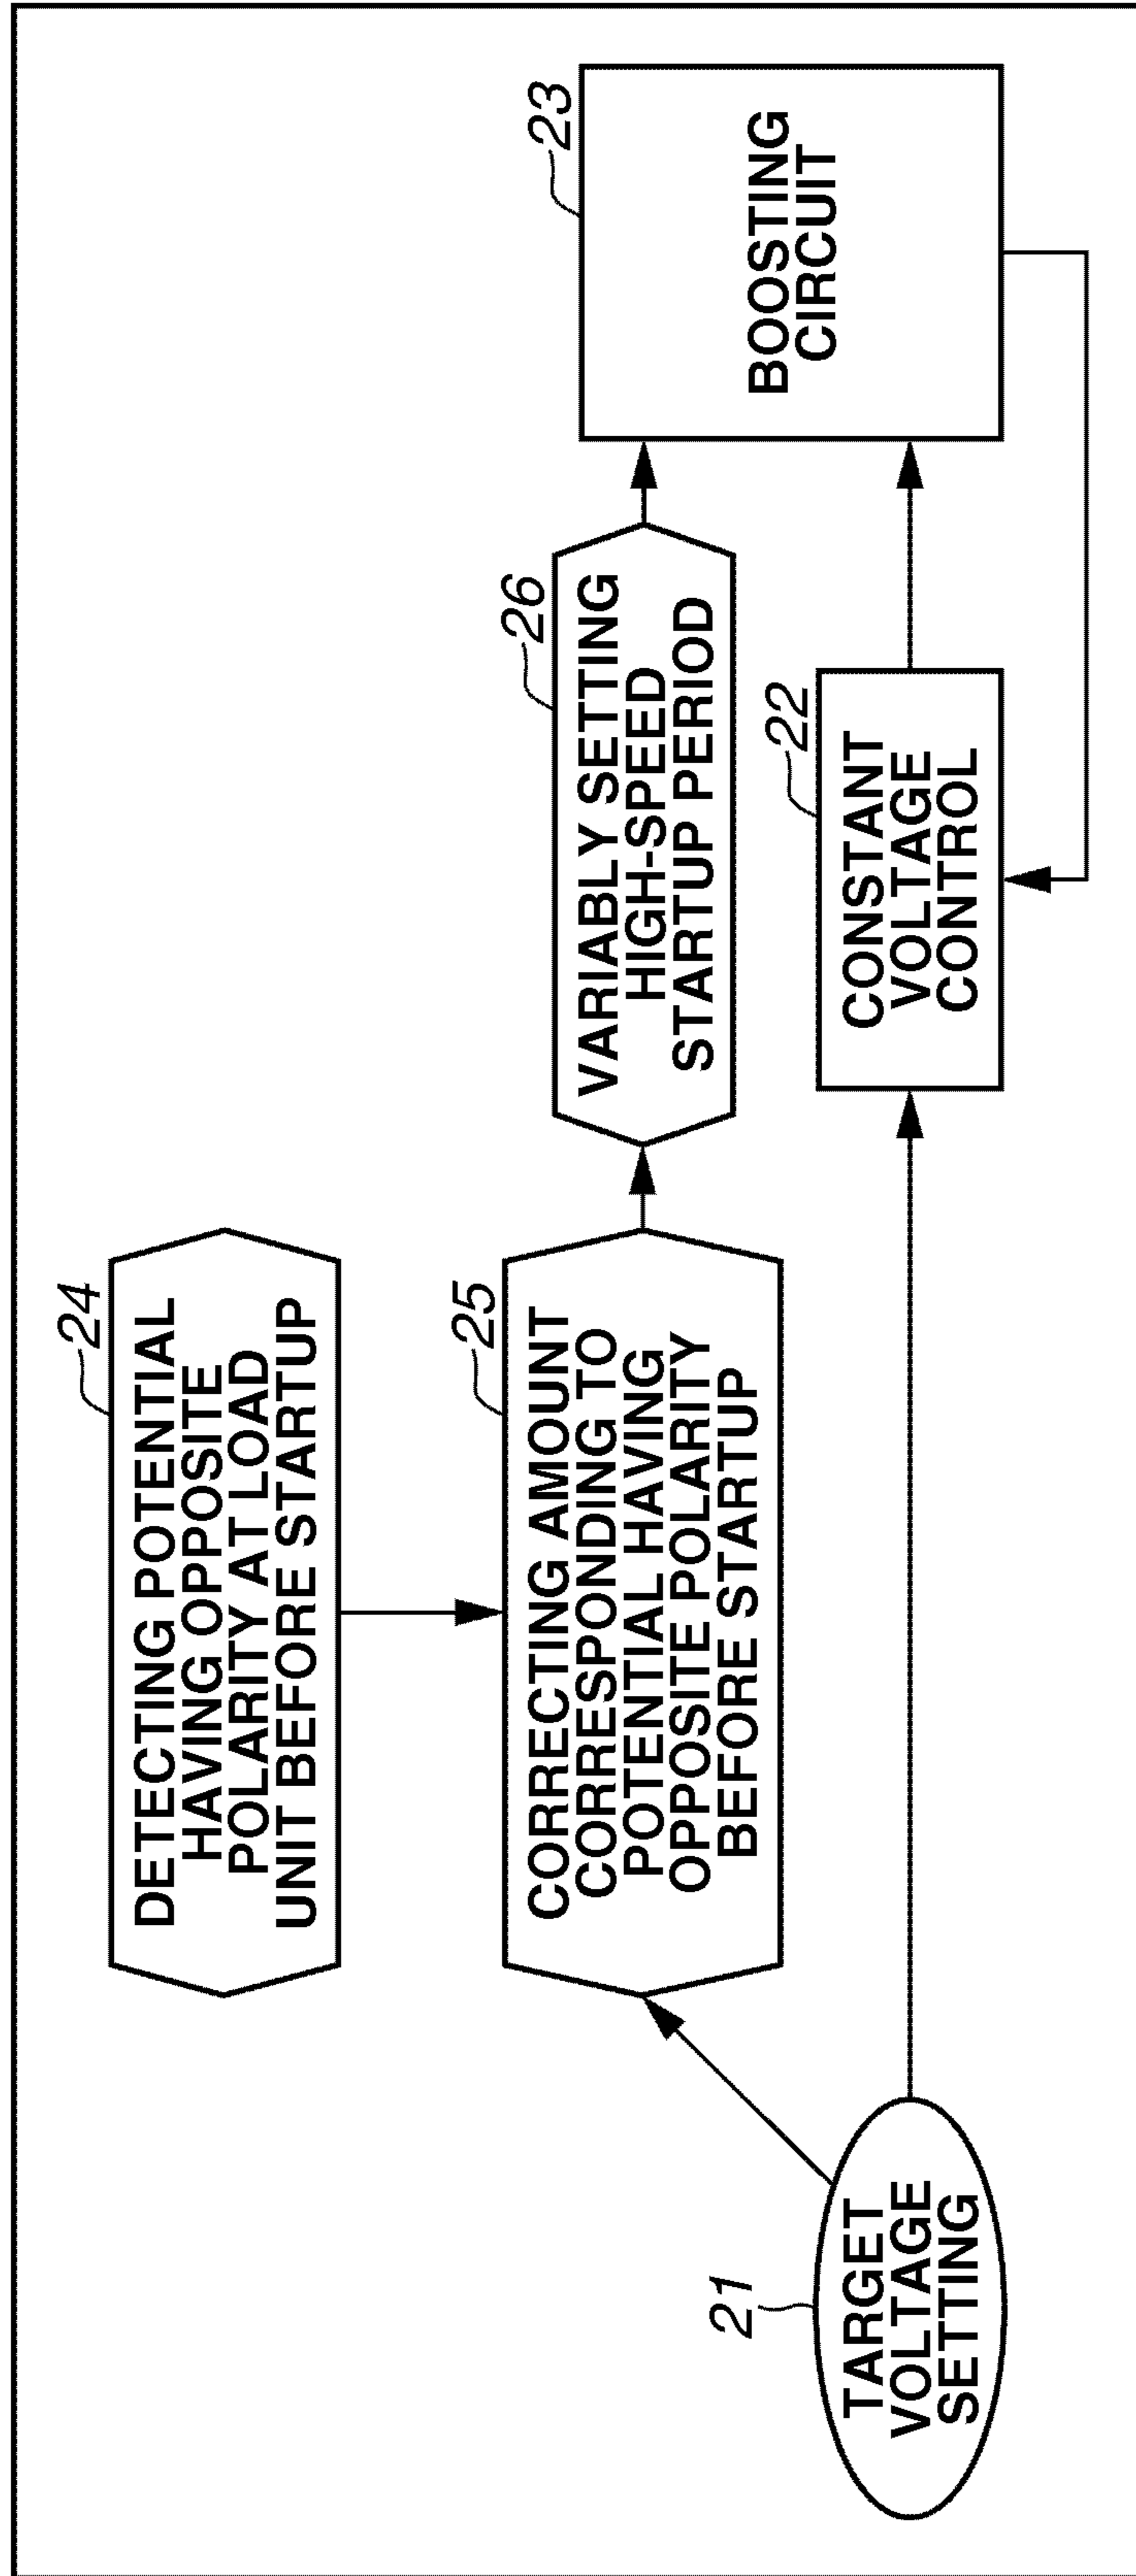 24
DETECTING POTENTIAL
HAVING OPPOSITE
POLARITY AT LOAD
UNIT BEFORE STARTUP
25
CORRECTING AMOUNT
CORRESPONDING TO
POTENTIAL HAVING
OPPOSITE POLARITY
BEFORE STARTUP
26
VARIABLY SETTING
HIGH-SPEED
STARTUP PERIOD
23
BOOSTING
CIRCUIT
21
TARGET
VOLTAGE
SETTING
22
CONSTANT
VOLTAGE
CONTROL